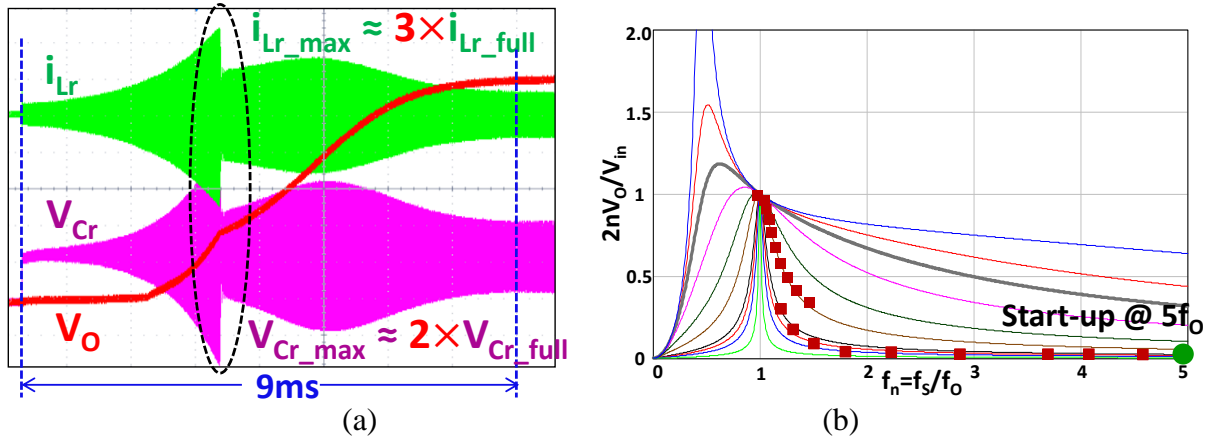 i_Lr_max ≈ 3×i_Lr_full
i_Lr
V_Cr
V_O
V_Cr_max ≈ 2×V_Cr_full
9ms
(a)
2.0
1.5
1
0.5
0
2nV_O/V_in
Start-up @ 5f_O
0 1 2 3 4 5
f_n=f_S/f_O
(b)